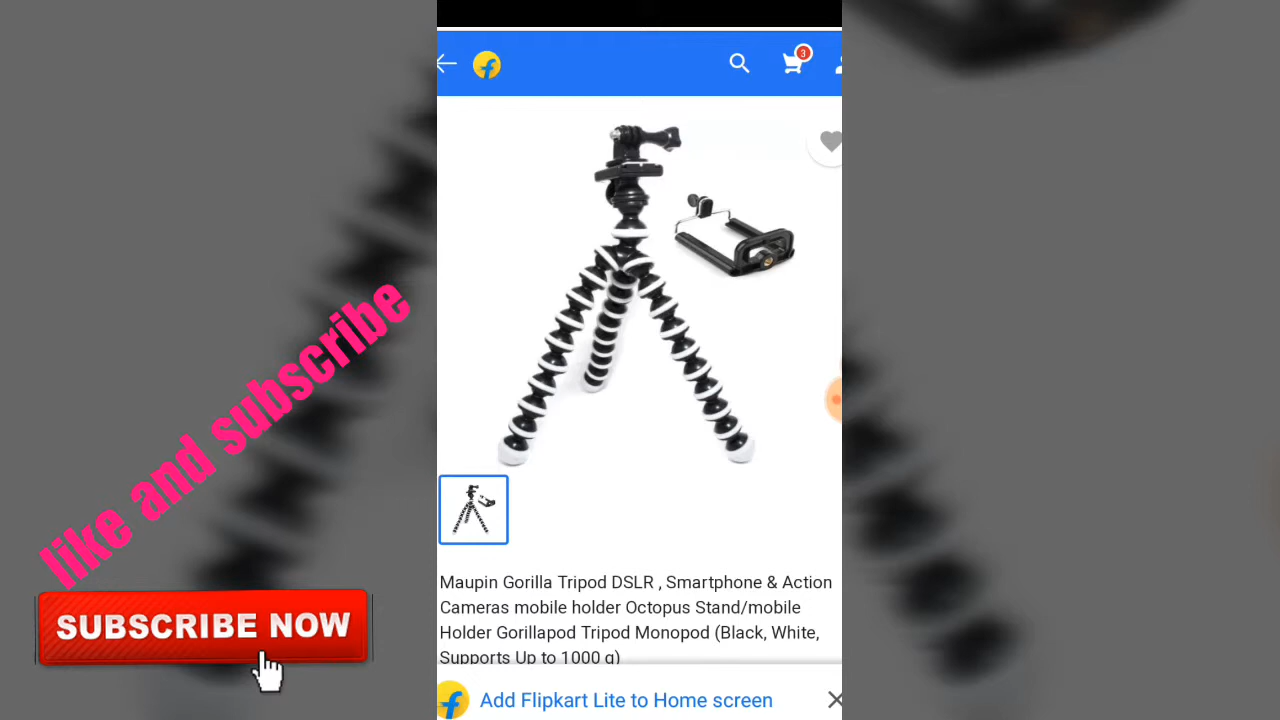 3
like and subscribe
SUBSCRIBE NOW
Maupin Gorilla Tripod DSLR , Smartphone & Action
Cameras mobile holder Octopus Stand/mobile
Holder Gorillapod Tripod Monopod (Black, White,
Supports Up to 1000 g)
Add Flipkart Lite to Home screen